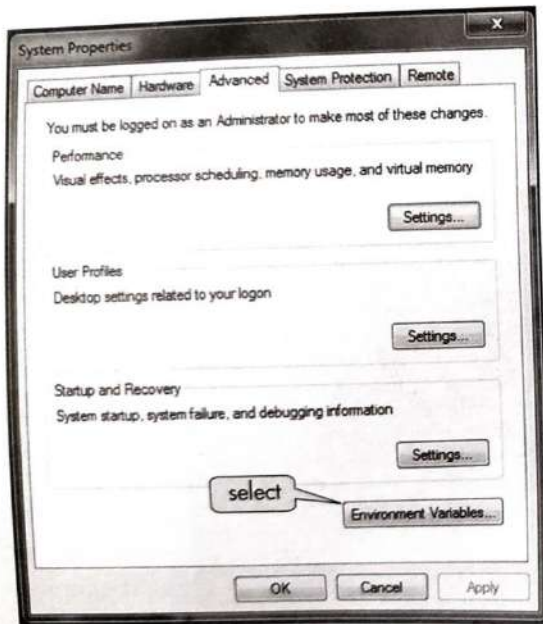 System Properties
x
Computer Name Hardware Advanced System Protection Remote
You must be logged on as an Administrator to make most of these changes.
Performance
Visual effects, processor scheduling, memory usage, and virtual memory
Settings...
User Profiles
Desktop settings related to your logon
Settings...
Startup and Recovery
System startup, system failure, and debugging information
Settings...
select
Environment Variables...
OK Cancel Apply